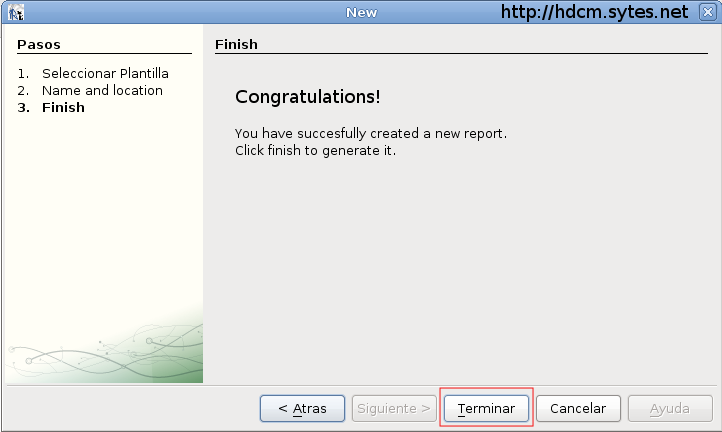 New
http://hdcm.sytes.net
Pasos
1. Seleccionar Plantilla
2. Name and location
3. Finish
Finish
Congratulations!
You have succesfully created a new report.
Click finish to generate it.
< Atras
Siguiente >
Terminar
Cancelar
Ayuda